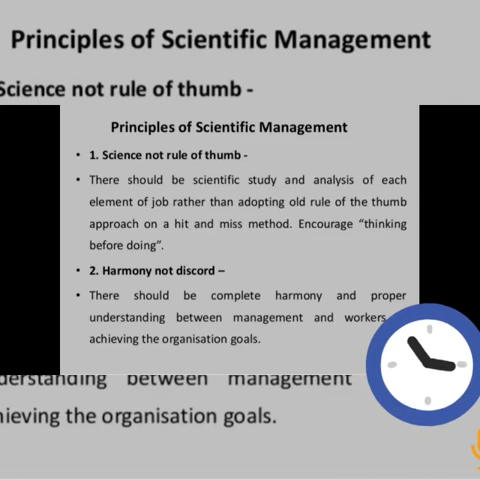 Principles of Scientific Management
Science not rule of thumb -
Principles of Scientific Management
• 1. Science not rule of thumb -
• There should be scientific study and analysis of each
element of job rather than adopting old rule of the thumb
approach on a hit and miss method. Encourage “thinking
before doing”.
• 2. Harmony not discord –
• There should be complete harmony and proper
understanding between management and workers
achieving the organisation goals.
derstanding between management
hieving the organisation goals.